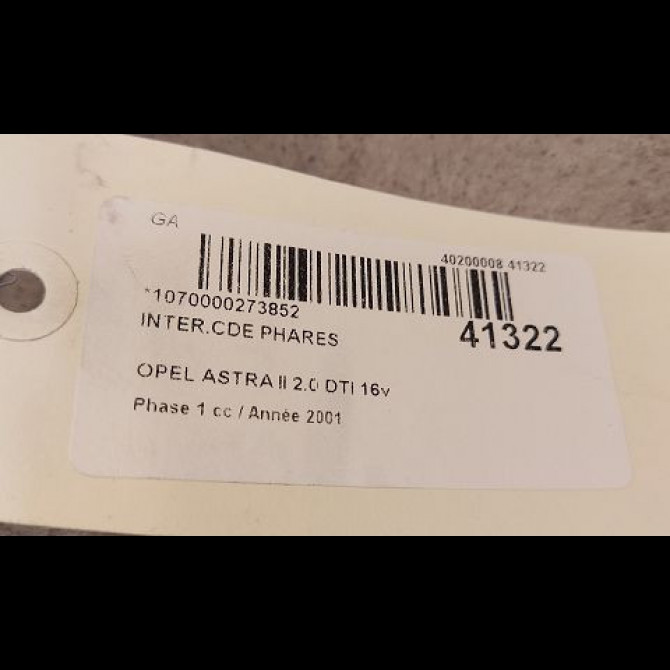 GA
40200008 41322
*1070000273852
41322
INTER.CDE PHARES
OPEL ASTRA II 2.0 DTI 16v
Phase 1 cc / Année 2001